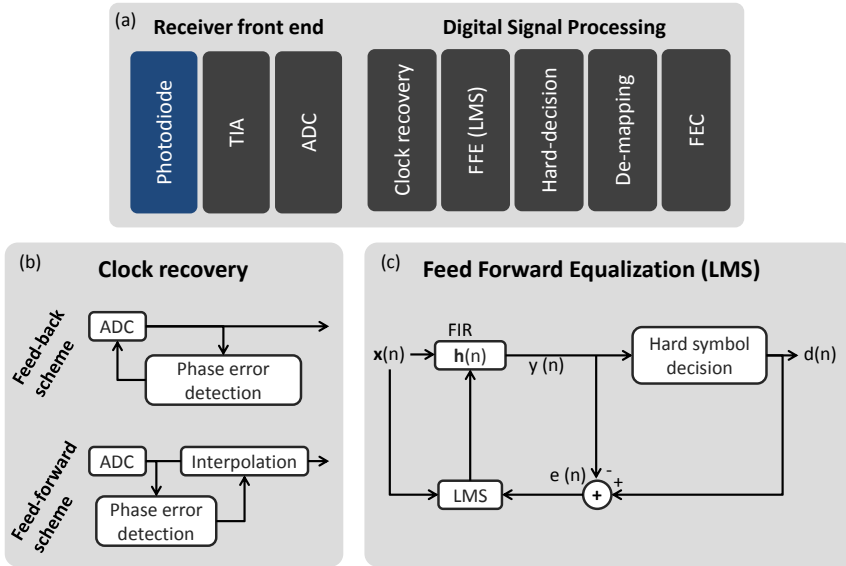 (a)
Receiver front end
Digital Signal Processing
Photodiode
TIA
ADC
Clock recovery
FFE (LMS)
Hard-decision
De-mapping
FEC
(b)
Clock recovery
Feed-back
scheme
ADC
Phase error
detection
Feed-forward
scheme
ADC
Interpolation
Phase error
detection
(c)
Feed Forward Equalization (LMS)
FIR
x(n)
h(n)
y (n)
Hard symbol
decision
d(n)
e (n)
-
+
LMS
+